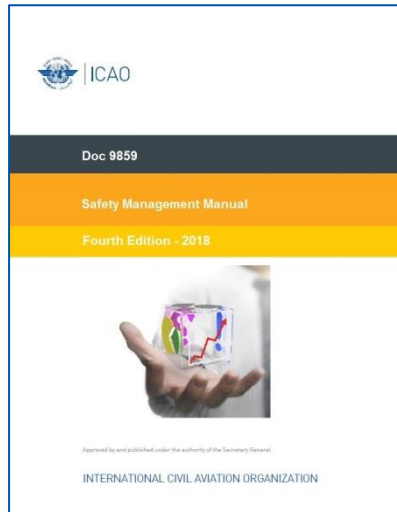 ICAO
Doc 9859
Safety Management Manual
Fourth Edition - 2018
Approved by and published under the authority of the Secretary General
INTERNATIONAL CIVIL AVIATION ORGANIZATION